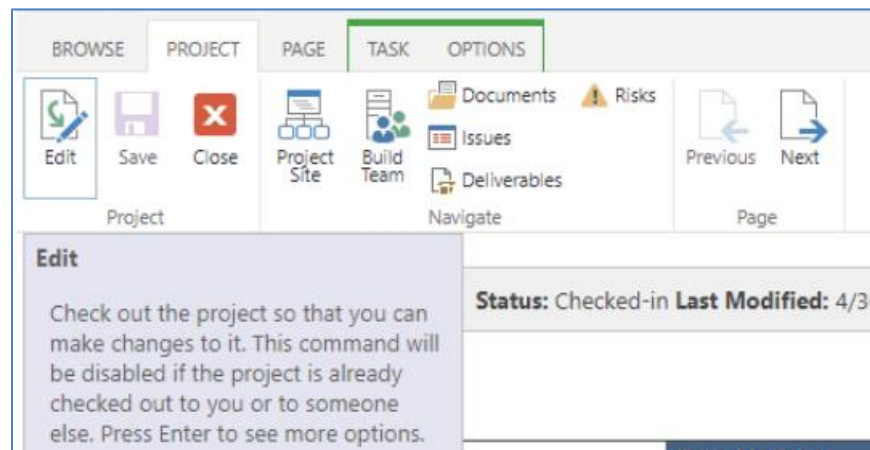 BROWSE PROJECT PAGE TASK OPTIONS
Documents Risks
Issues
Deliverables
Edit Save Close Project Site Build Team Previous Next
Project Navigate Page
Edit
Status: Checked-in Last Modified: 4/3
Check out the project so that you can
make changes to it. This command will
be disabled if the project is already
checked out to you or to someone
else. Press Enter to see more options.